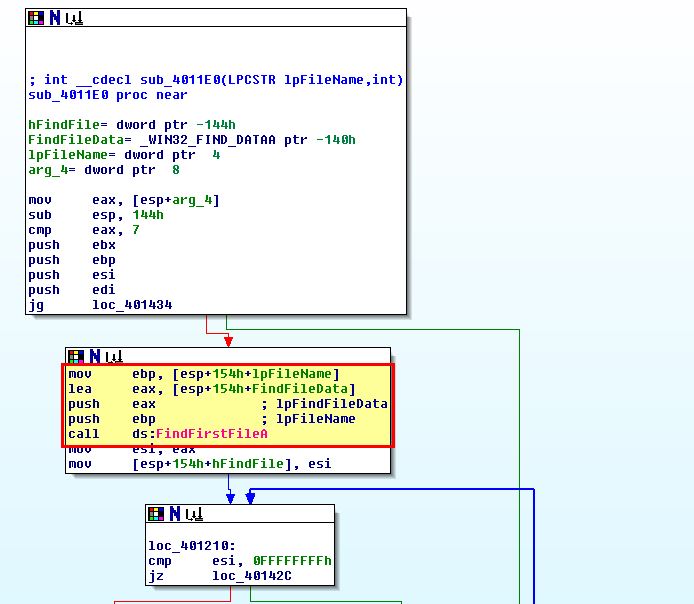 ; int __cdecl sub_4011E0(LPCSTR lpFileName,int)
sub_4011E0 proc near
hFindFile= dword ptr -144h
FindFileData= _WIN32_FIND_DATAA ptr -140h
lpFileName= dword ptr  4
arg_4= dword ptr  8
mov     eax, [esp+arg_4]
sub     esp, 144h
cmp     eax, 7
push    ebx
push    ebp
push    esi
push    edi
jg      loc_401434
mov     ebp, [esp+154h+lpFileName]
lea     eax, [esp+154h+FindFileData]
push    eax             ; lpFindFileData
push    ebp             ; lpFileName
call    ds:FindFirstFileA
mov     esi, eax
mov     [esp+154h+hFindFile], esi
loc_401210:
cmp     esi, 0FFFFFFFFh
jz      loc_40142C